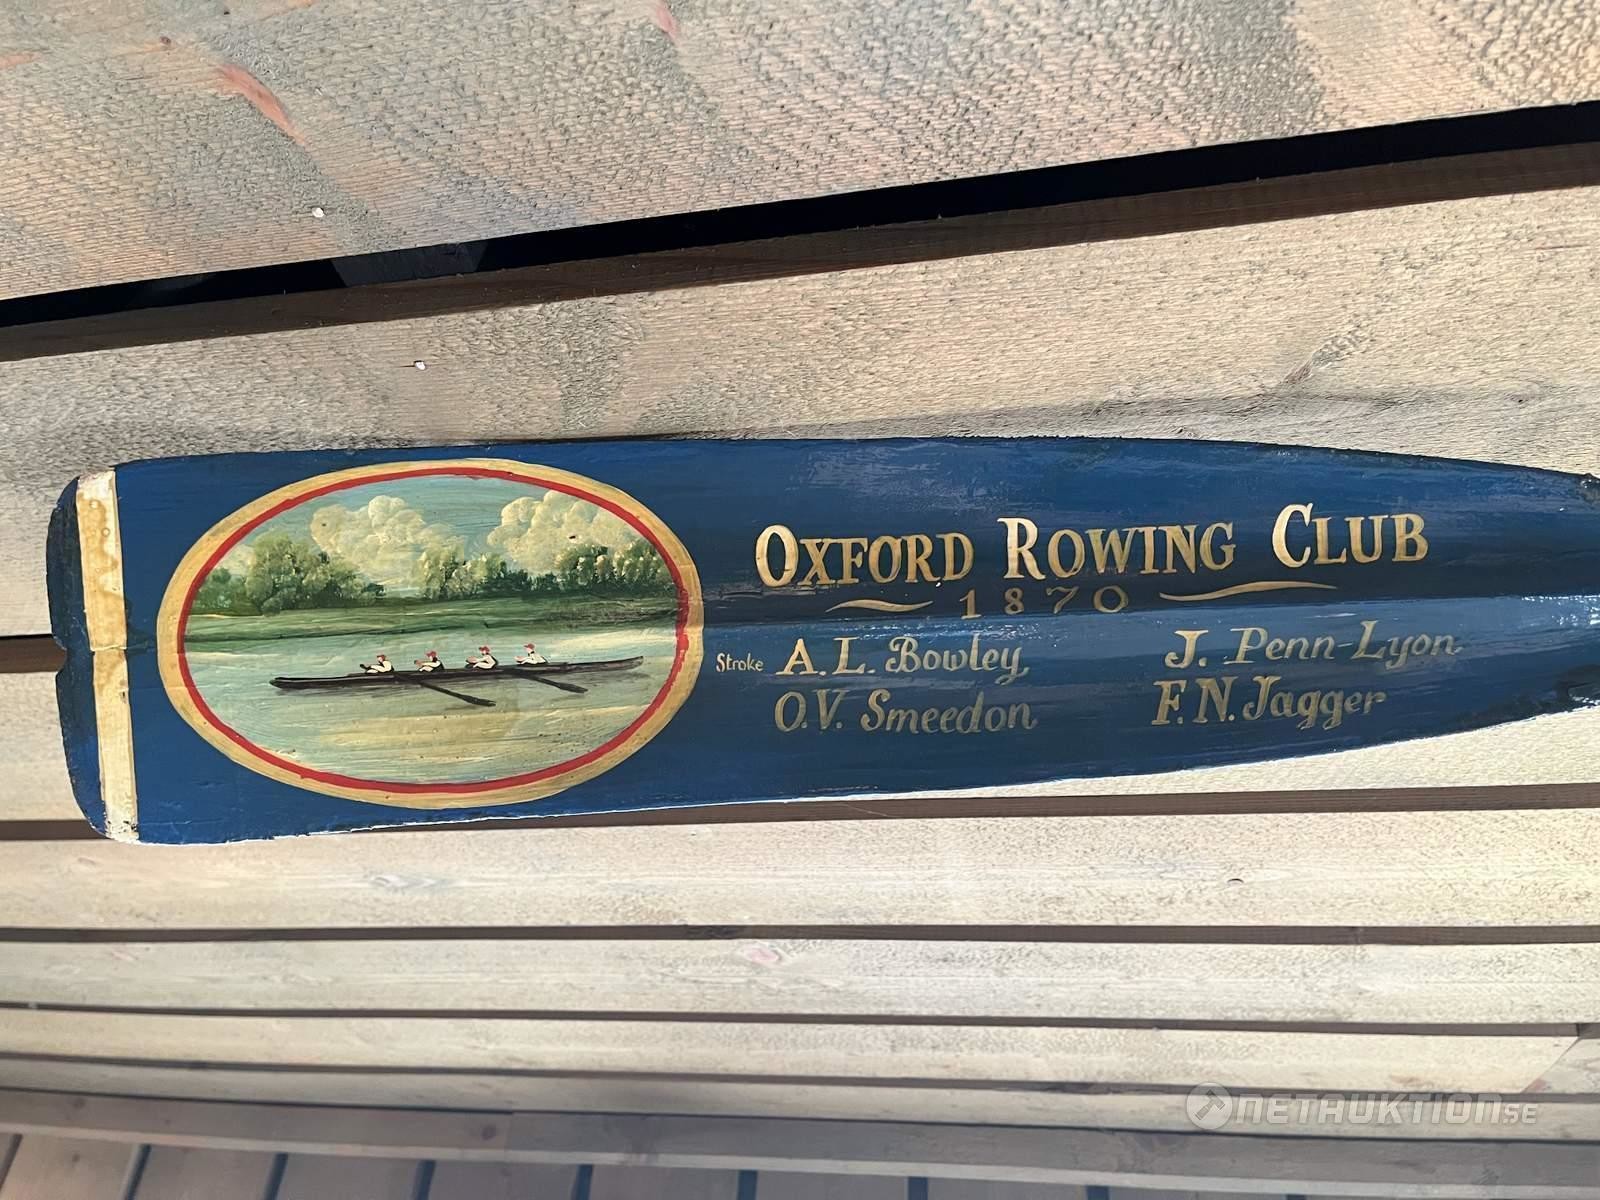 OXFORD ROWING CLUB
1870
Stroke A. L. Bowley, J. Penn-Lyon
O.V. Smeedon F.N. Jagger
NETAUKTION.SE